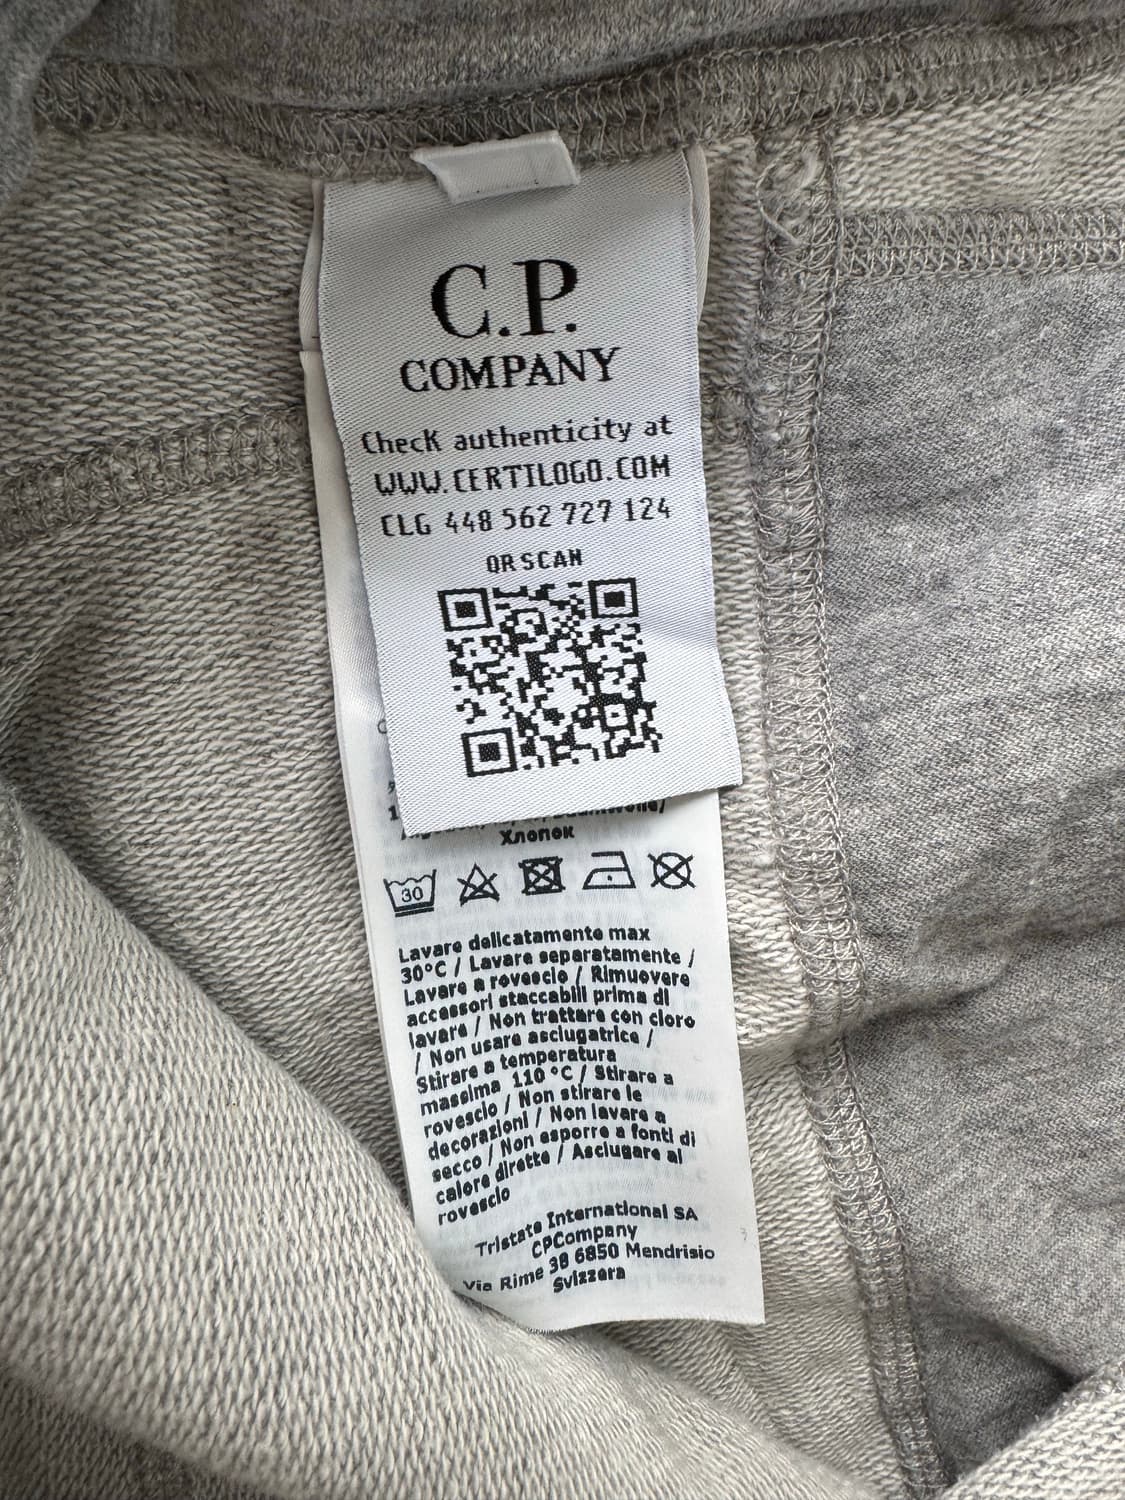 C.P.
COMPANY
Check authenticity at
WWW.CERTILOGO.COM
CLG 448 562 727 124
QR SCAN
Хлопок
30
Lavare delicatamente max
30°C / Lavare separatamente /
Lavare a rovescio / Rimuovere
accessori staccabili prima di
lavare / Non trattare con cloro
/ Non usare asciugatrice /
Stirare a temperatura
massima 110 °C / Stirare a
rovescio / Non stirare le
decorazioni / Non lavare a
secco / Non esporre a fonti di
calore dirette / Asciugare al
rovescio
Tristate International SA
CPCompany
Via Rime 38 6850 Mendrisio
Svizzera